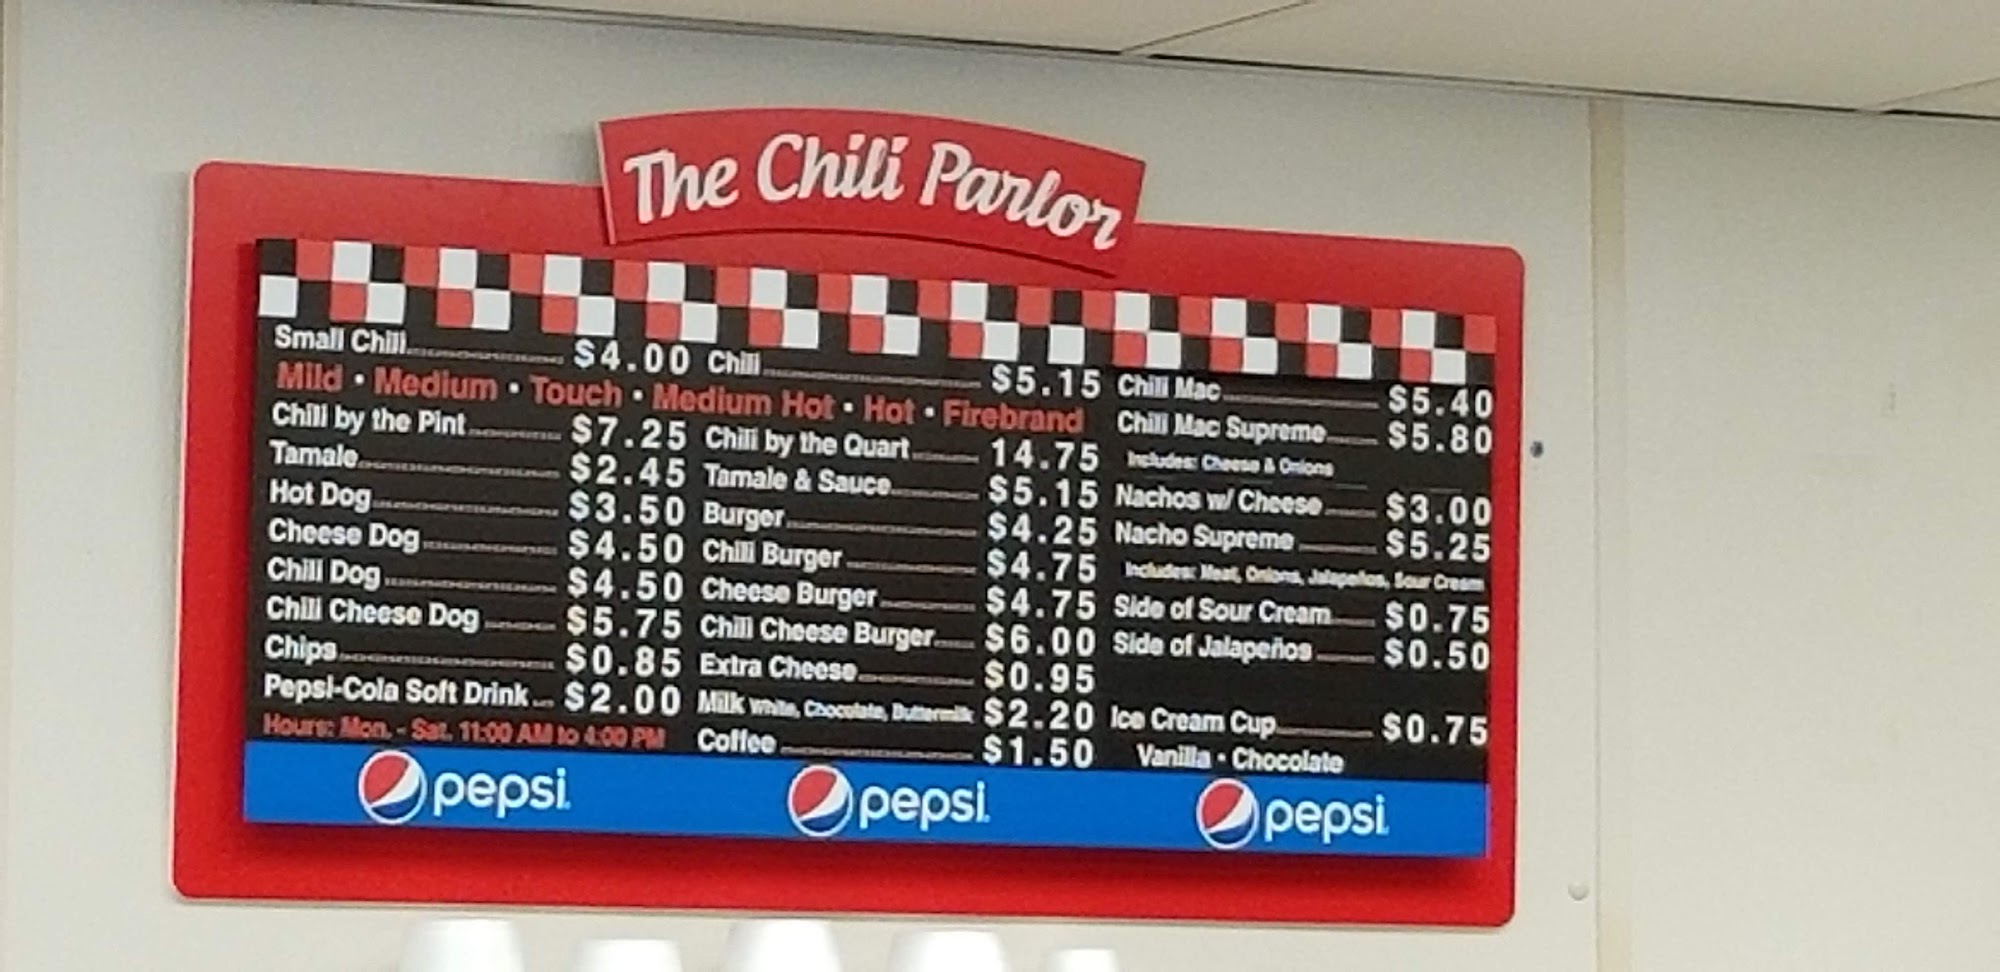 The Chili Parlor
Small Chili $4.00
Chili $5.15
Mild • Medium • Touch • Medium Hot • Hot • Firebrand
Chili by the Pint $7.25
Tamale $2.45
Hot Dog $3.50
Cheese Dog $4.50
Chili Dog $4.50
Chili Cheese Dog $5.75
Chips $0.85
Pepsi-Cola Soft Drink $2.00
Hours: Mon. - Sat. 11:00 AM to 4:00 PM
Chili by the Quart 14.75
Tamale & Sauce $5.15
Burger $4.25
Chili Burger $4.75
Cheese Burger $4.75
Chili Cheese Burger $6.00
Extra Cheese $0.95
Milk White, Chocolate, Buttermilk $2.20
Coffee $1.50
Chili Mac $5.40
Chili Mac Supreme $5.80
Includes: Cheese & Onions
Nachos w/ Cheese $3.00
Nacho Supreme $5.25
Includes: Meat, Onions, Jalapeños, Sour Cream
Side of Sour Cream $0.75
Side of Jalapeños $0.50
Ice Cream Cup $0.75
Vanilla • Chocolate
pepsi
pepsi
pepsi